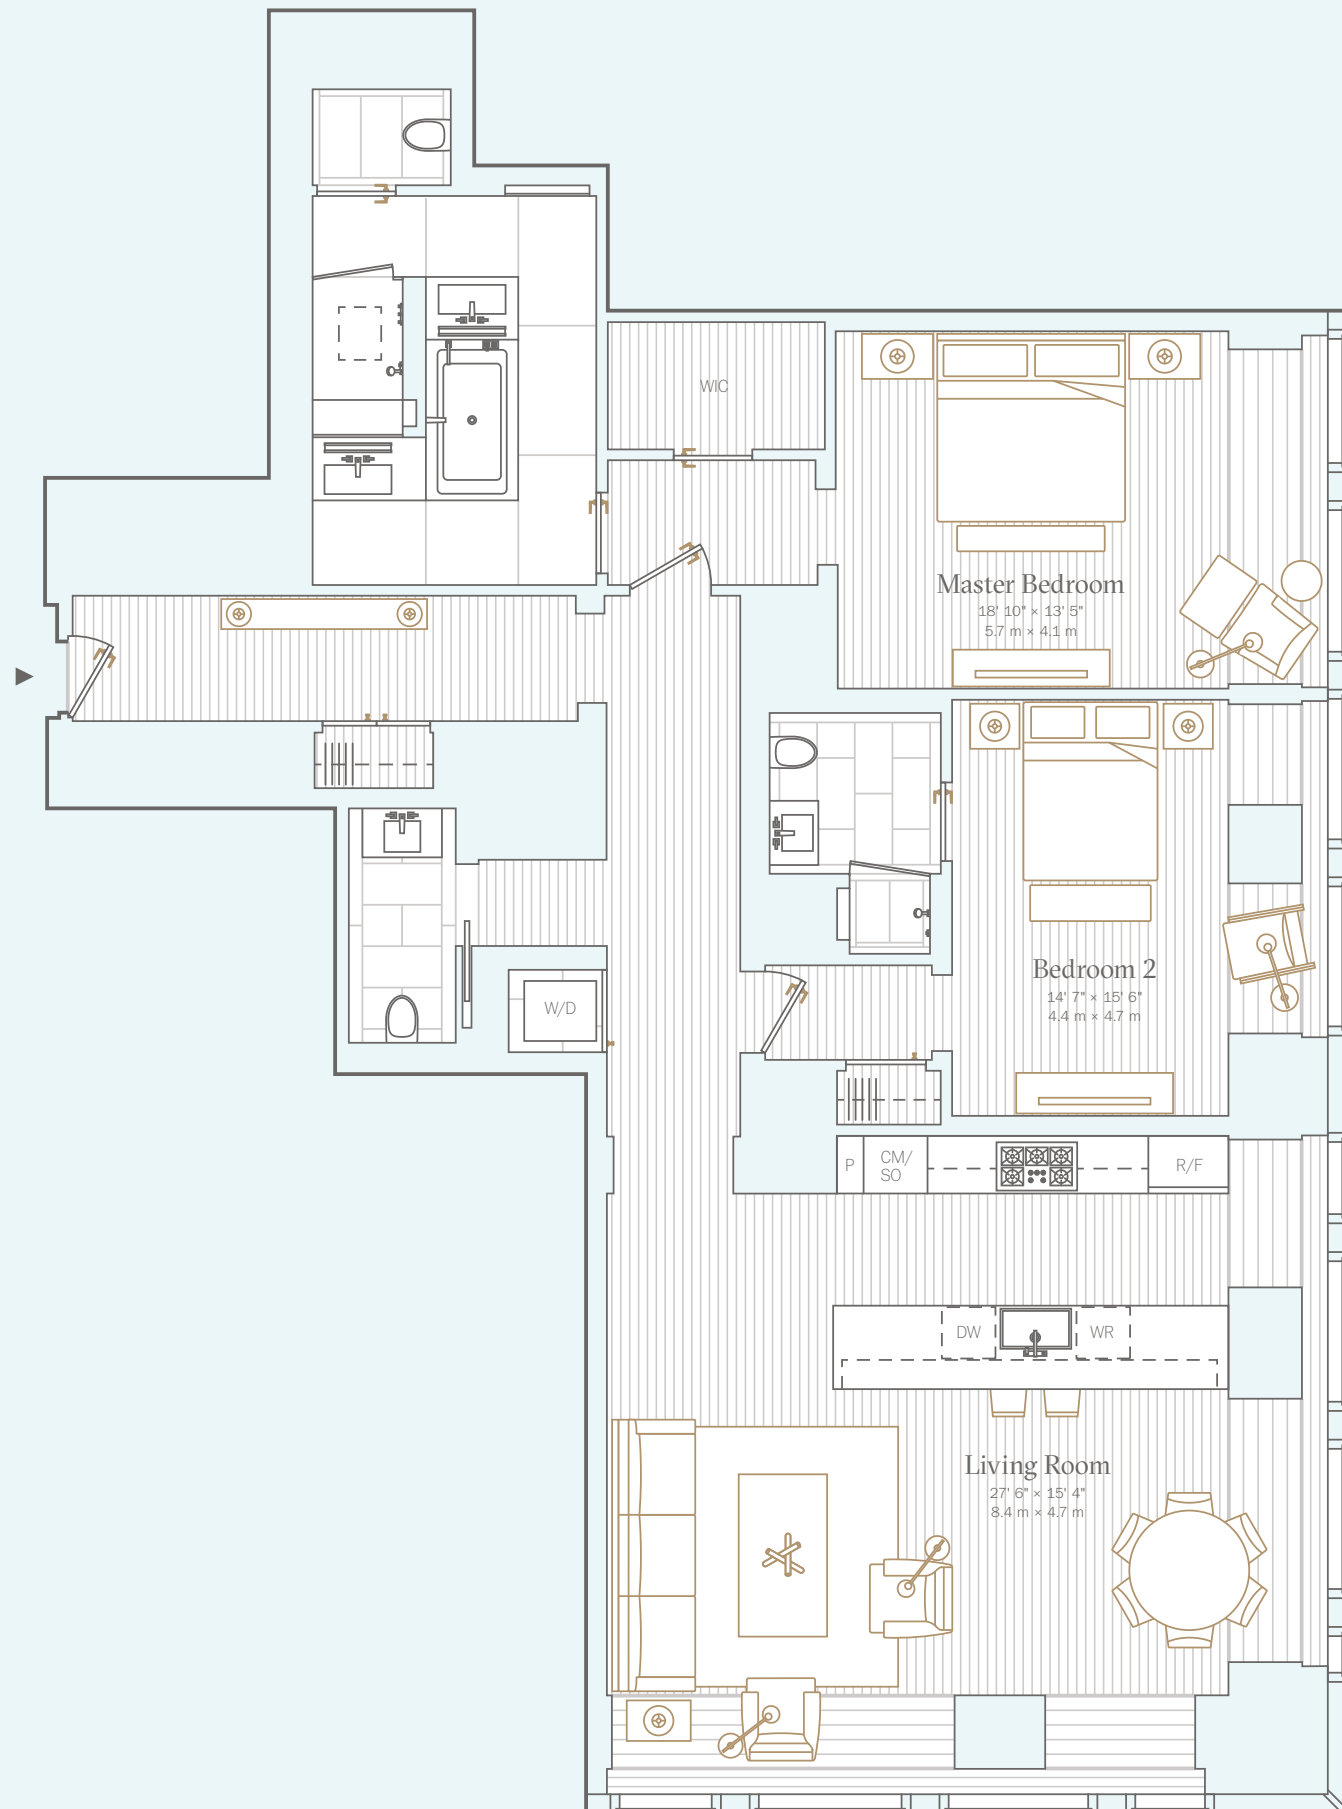 WIC
Master Bedroom
18' 10" × 13' 5"
5.7 m × 4.1 m
Bedroom 2
14' 7" × 15' 6"
4.4 m × 4.7 m
W/D
P
CM/
SO
R/F
DW
WR
Living Room
27' 6" × 15' 4"
8.4 m × 4.7 m